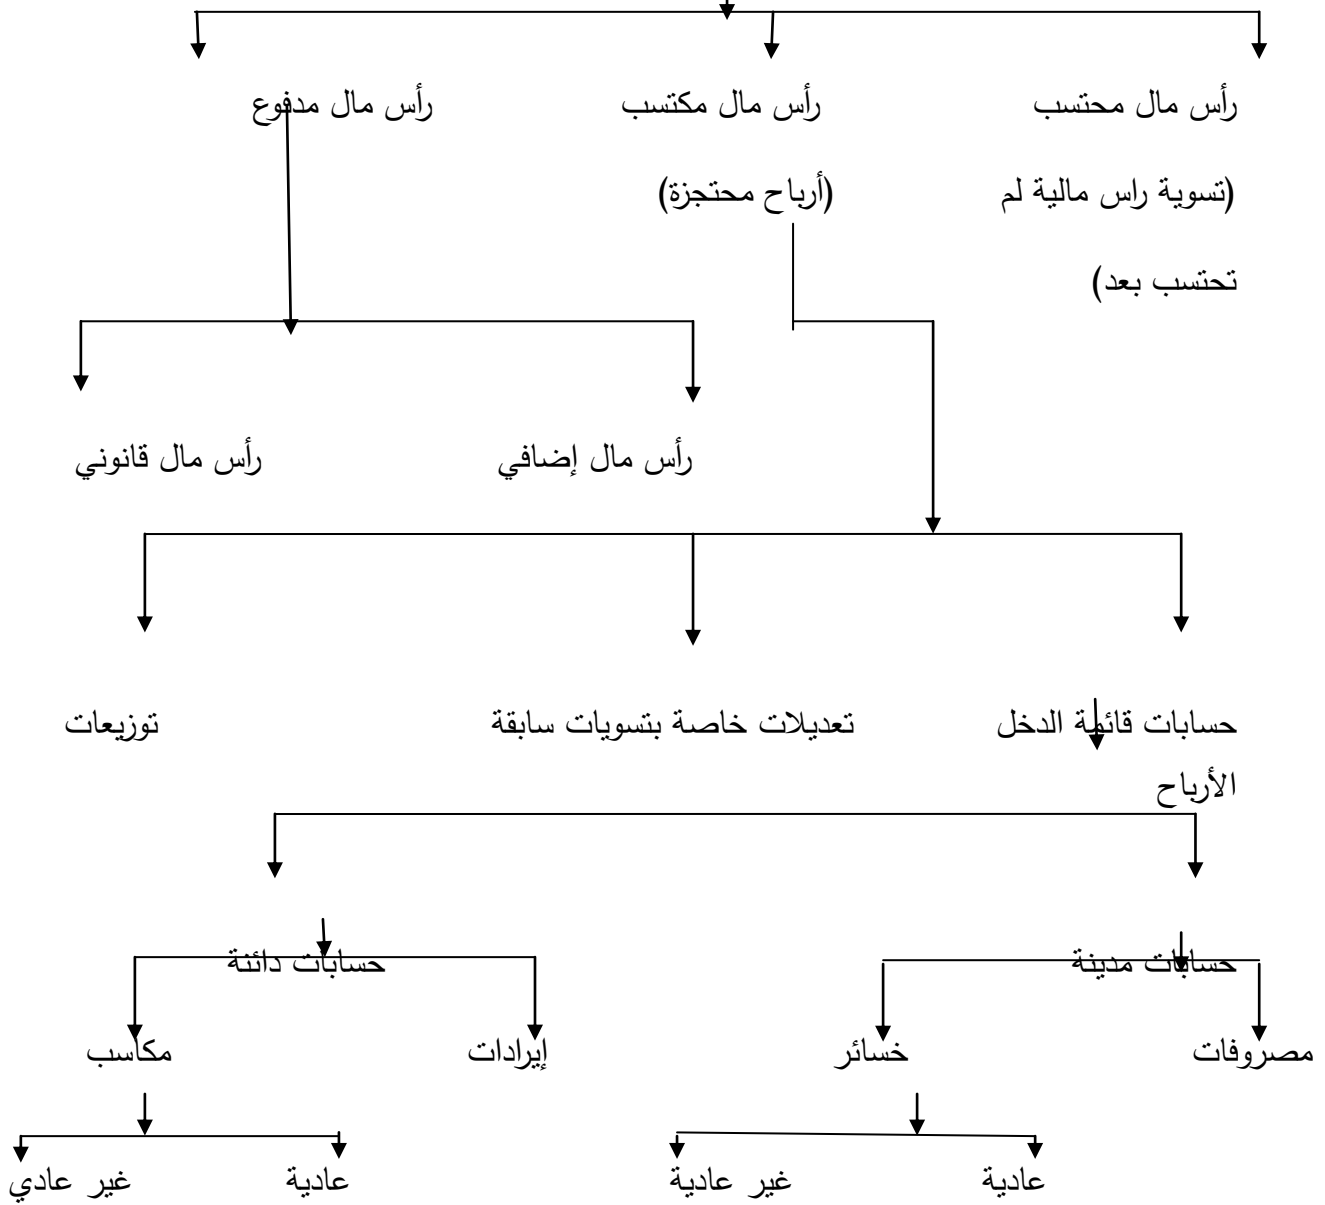 رأس مال محتسب رأس مال مكتسب رأس مال مدفوع
(تسوية راس مالية لم (أرباح محتجزة)
تحتسب بعد)
رأس مال إضافي رأس مال قانوني
حسابات قائمة الدخل تعديلات خاصة بتسويات سابقة توزيعات
الأرباح
حسابات مدينة حسابات دائنة
مصروفات خسائر إيرادات مكاسب
عادية غير عادية عادية غير عادي